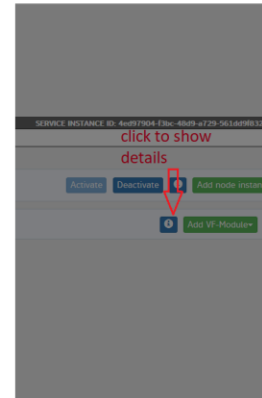 SERVICE INSTANCE ID: 4ed97904-f3bc-48d9-a729-561dd9f832
click to show
details
Activate Deactivate Add node instan
Add VF-Module